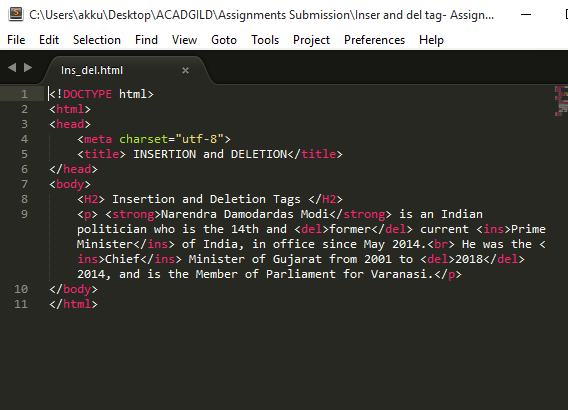 C:\Users\akku\Desktop\ACADGILD\Assignments Submission\Inser and del tag- Assign...
File Edit Selection Find View Goto Tools Project Preferences Help
Ins_del.html ×
1 <!DOCTYPE html>
2 <html>
3 <head>
4 <meta charset="utf-8">
5 <title> INSERTION and DELETION</title>
6 </head>
7 <body>
8 <H2> Insertion and Deletion Tags </H2>
9 <p> <strong>Narendra Damodardas Modi</strong> is an Indian
politician who is the 14th and <del>former</del> current <ins>Prime
Minister</ins> of India, in office since May 2014.<br> He was the <
ins>Chief</ins> Minister of Gujarat from 2001 to <del>2018</del>
2014, and is the Member of Parliament for Varanasi.</p>
10 </body>
11 </html>